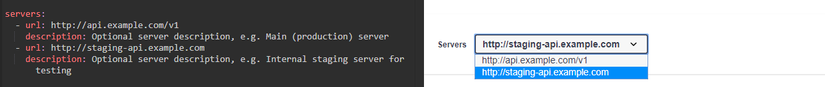 servers:
- url: http://api.example.com/v1
description: Optional server description, e.g. Main (production) server
- url: http://staging-api.example.com
description: Optional server description, e.g. Internal staging server for
testing
Servers
http://staging-api.example.com
http://api.example.com/v1
http://staging-api.example.com